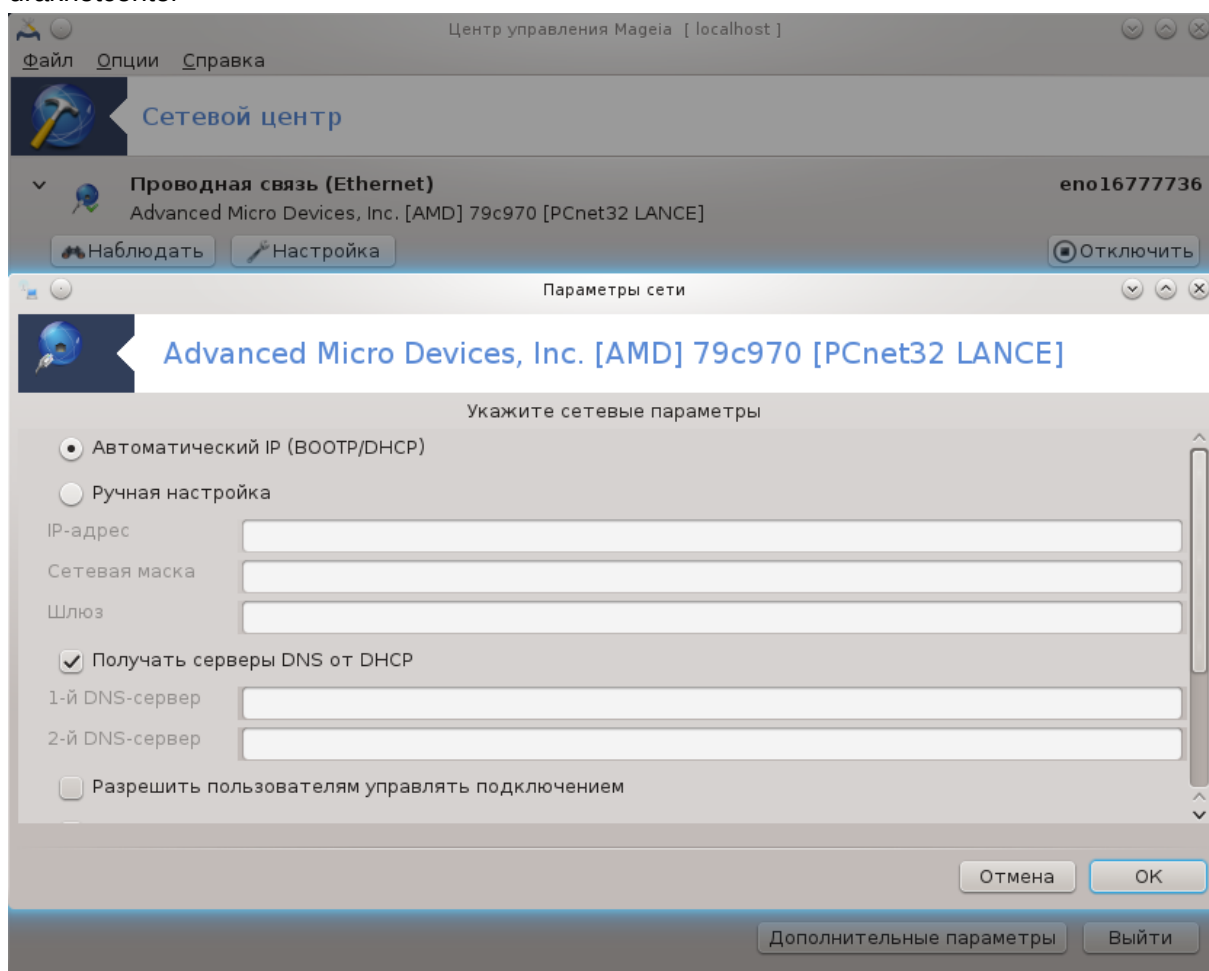 Центр управления Mageia [ localhost ]
Файл Опции Справка
Сетевой центр
Проводная связь (Ethernet) eno16777736
Advanced Micro Devices, Inc. [AMD] 79c970 [PCnet32 LANCE]
Наблюдать Настройка Отключить
Параметры сети
Advanced Micro Devices, Inc. [AMD] 79c970 [PCnet32 LANCE]
Укажите сетевые параметры
Автоматический IP (BOOTP/DHCP)
Ручная настройка
IP-адрес
Сетевая маска
Шлюз
Получать серверы DNS от DHCP
1-й DNS-сервер
2-й DNS-сервер
Разрешить пользователям управлять подключением
Отмена OK
Дополнительные параметры Выйти